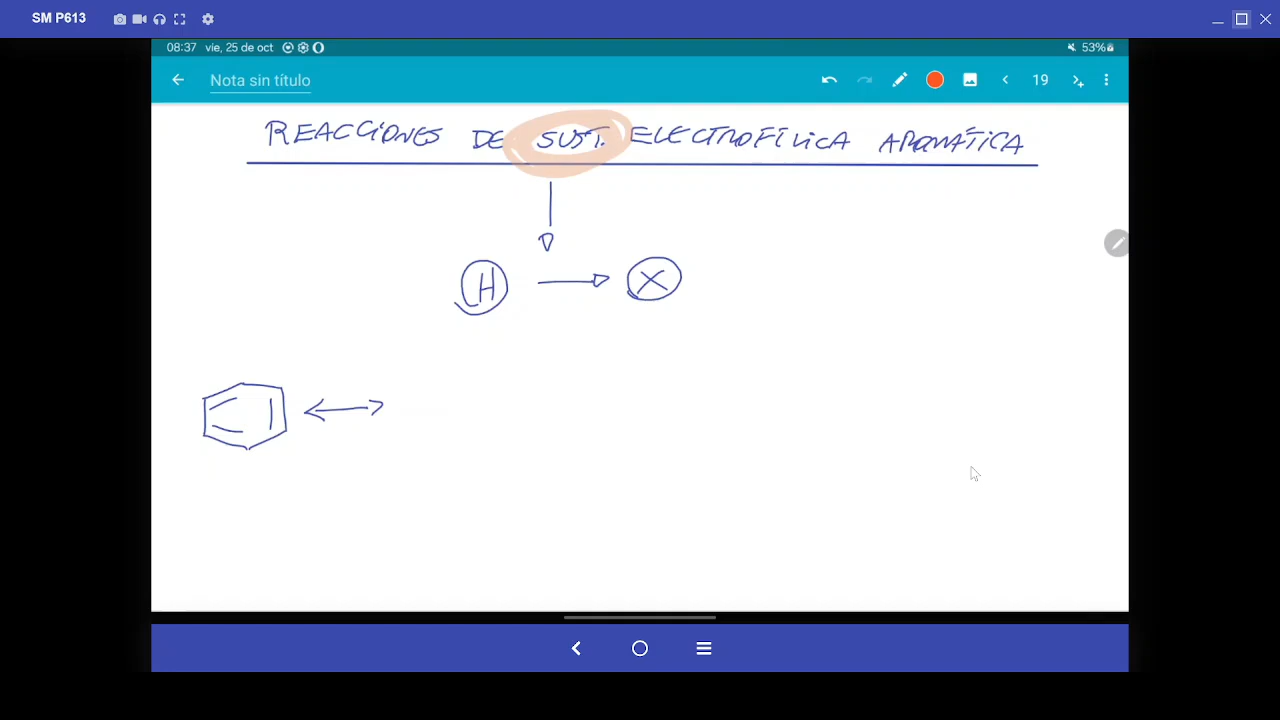 SM P613
08:37 vie, 25 de oct
53%
Nota sin título
19
REACCIONES DE SUST. ELECTROFÍLICA AROMÁTICA
H X